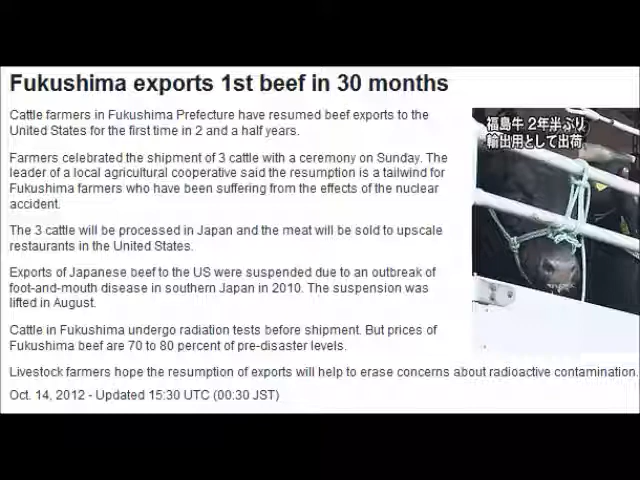 Fukushima exports 1st beef in 30 months
Cattle farmers in Fukushima Prefecture have resumed beef exports to the
United States for the first time in 2 and a half years.
Farmers celebrated the shipment of 3 cattle with a ceremony on Sunday. The
leader of a local agricultural cooperative said the resumption is a tailwind for
Fukushima farmers who have been suffering from the effects of the nuclear
accident.
The 3 cattle will be processed in Japan and the meat will be sold to upscale
restaurants in the United States.
Exports of Japanese beef to the US were suspended due to an outbreak of
foot-and-mouth disease in southern Japan in 2010. The suspension was
lifted in August.
Cattle in Fukushima undergo radiation tests before shipment. But prices of
Fukushima beef are 70 to 80 percent of pre-disaster levels.
Livestock farmers hope the resumption of exports will help to erase concerns about radioactive contamination.
Oct. 14, 2012 - Updated 15:30 UTC (00:30 JST)
福島牛 2年半ぶり
輸出用として出荷